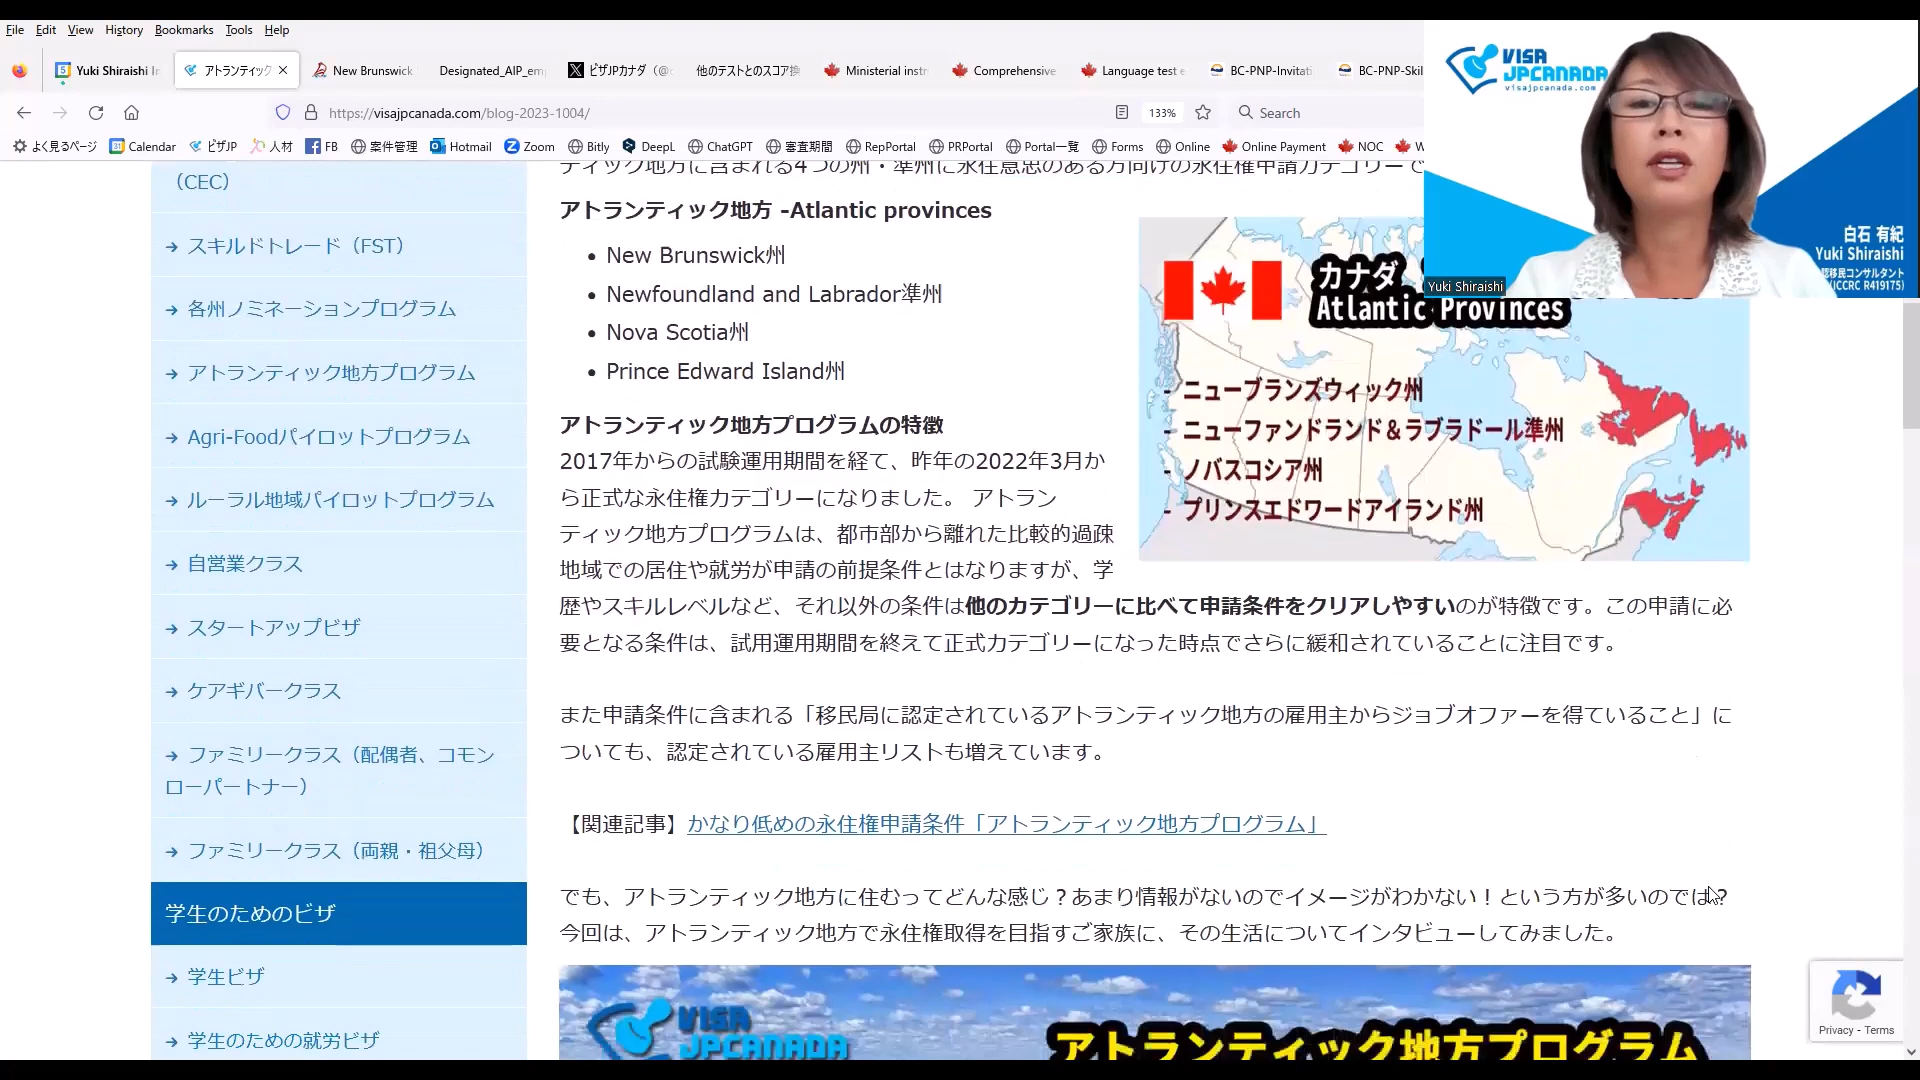 File Edit View History Bookmarks Tools Help
Yuki Shiraishi
アトランティック
New Brunswick
Designated_AIP_em
ビザJPカナダ（@
他のテストとのスコア換
Ministerial inst
Comprehensive
Language test e
BC-PNP-Invitati
BC-PNP-Skil
https://visajpcanada.com/blog-2023-1004/
133%
Search
よく見るページ Calendar ビザJP 人材 FB 案件管理 Hotmail Zoom Bitly DeepL ChatGPT 審査期間 RepPortal PRPortal Portal一覧 Forms Online Online Payment NOC
VISA
JPCANADA
visajpcanada.com
白石 有紀
Yuki Shiraishi
認移民コンサルタント
(ICCRC R419175)
Yuki Shiraishi
（CEC）
スキルドトレード（FST）
各州ノミネーションプログラム
アトランティック地方プログラム
Agri-Foodパイロットプログラム
ルーラル地域パイロットプログラム
自営業クラス
スタートアップビザ
ケアギバークラス
ファミリークラス（配偶者、コモン
ローパートナー）
ファミリークラス（両親・祖父母）
学生のためのビザ
学生ビザ
学生のための就労ビザ
ティック地方に含まれる4つの州・準州に永住意思のある方向けの永住権申請カテゴリーで
アトランティック地方 -Atlantic provinces
New Brunswick州
Newfoundland and Labrador準州
Nova Scotia州
Prince Edward Island州
カナダ
Atlantic Provinces
- ニューブランズウィック州
- ニューファンドランド＆ラブラドール準州
- ノバスコシア州
- プリンスエドワードアイランド州
アトランティック地方プログラムの特徴
2017年からの試験運用期間を経て、昨年の2022年3月か
ら正式な永住権カテゴリーになりました。 アトラン
ティック地方プログラムは、都市部から離れた比較的過疎
地域での居住や就労が申請の前提条件とはなりますが、学
歴やスキルレベルなど、それ以外の条件は他のカテゴリーに比べて申請条件をクリアしやすいのが特徴です。この申請に必
要となる条件は、試用運用期間を終えて正式カテゴリーになった時点でさらに緩和されていることに注目です。
また申請条件に含まれる「移民局に認定されているアトランティック地方の雇用主からジョブオファーを得ていること」に
ついても、認定されている雇用主リストも増えています。
【関連記事】かなり低めの永住権申請条件「アトランティック地方プログラム」
でも、アトランティック地方に住むってどんな感じ？あまり情報がないのでイメージがわかない！という方が多いのでは?
今回は、アトランティック地方で永住権取得を目指すご家族に、その生活についてインタビューしてみました。
VISA
JPCANADA
アトランティック地方プログラム
Privacy - Terms